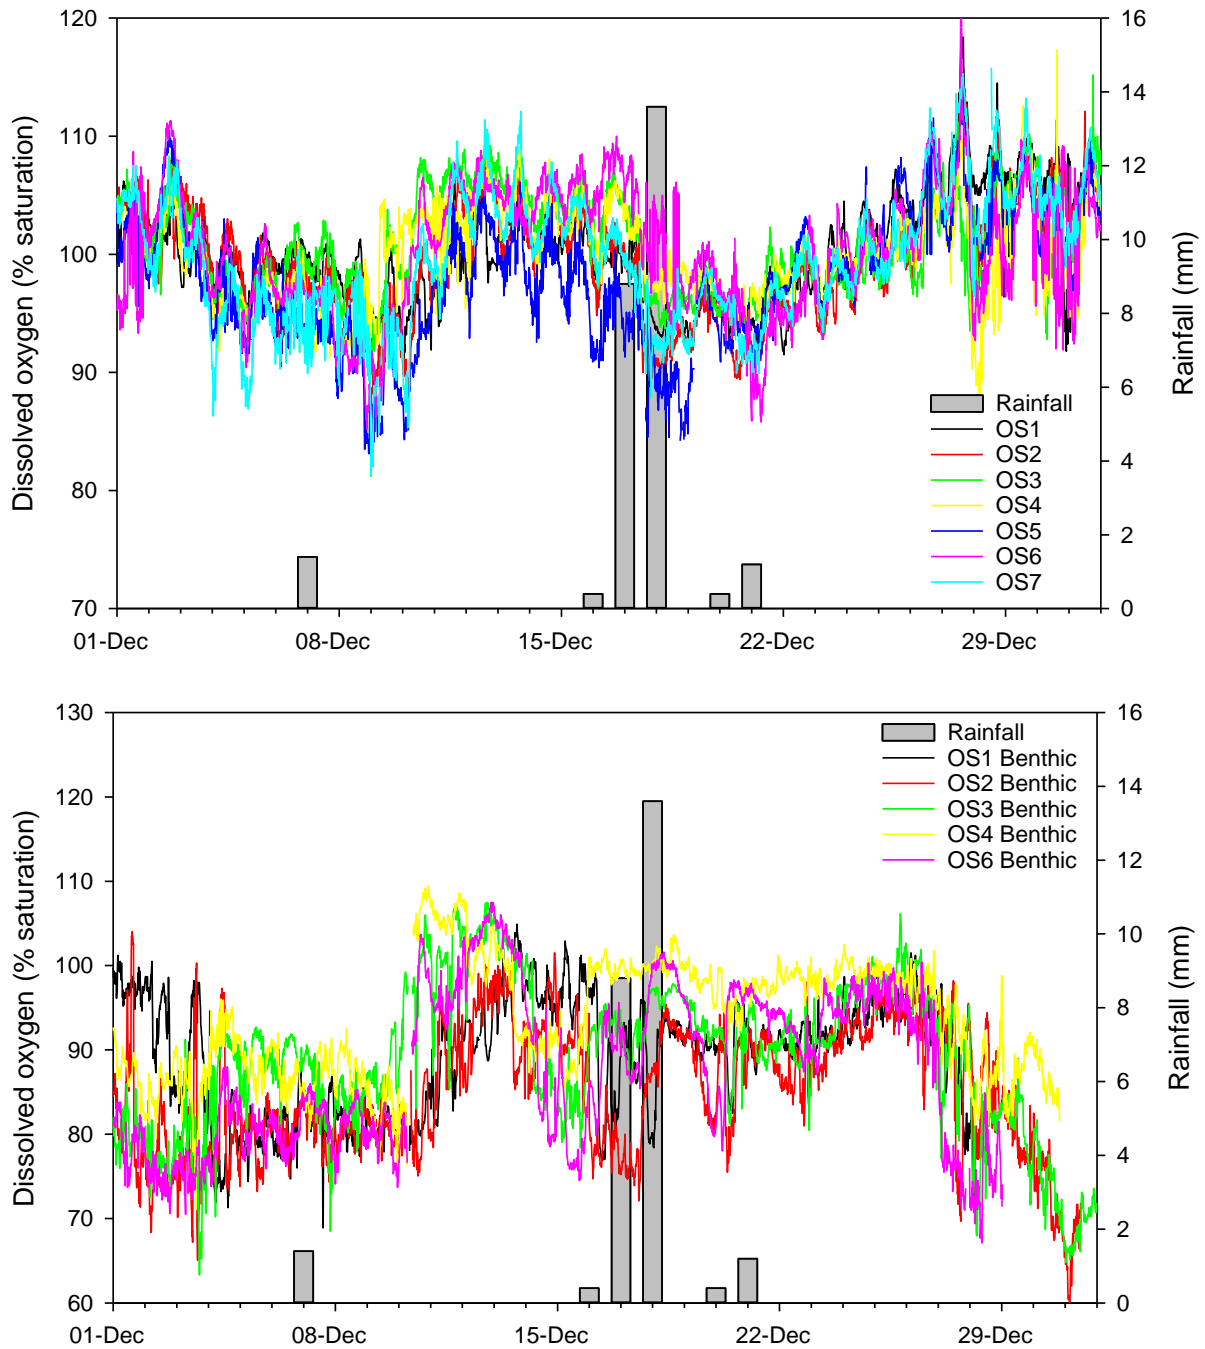 120
16
14
110
12
100
10
8
90
6
80
4
2
70
0
Dissolved oxygen (% saturation)
Rainfall (mm)
Rainfall
OS1
OS2
OS3
OS4
OS5
OS6
OS7
01-Dec 08-Dec 15-Dec 22-Dec 29-Dec
130
16
14
120
12
110
10
100
8
90
6
80
4
70
2
60
0
Dissolved oxygen (% saturation)
Rainfall (mm)
Rainfall
OS1 Benthic
OS2 Benthic
OS3 Benthic
OS4 Benthic
OS6 Benthic
01-Dec 08-Dec 15-Dec 22-Dec 29-Dec